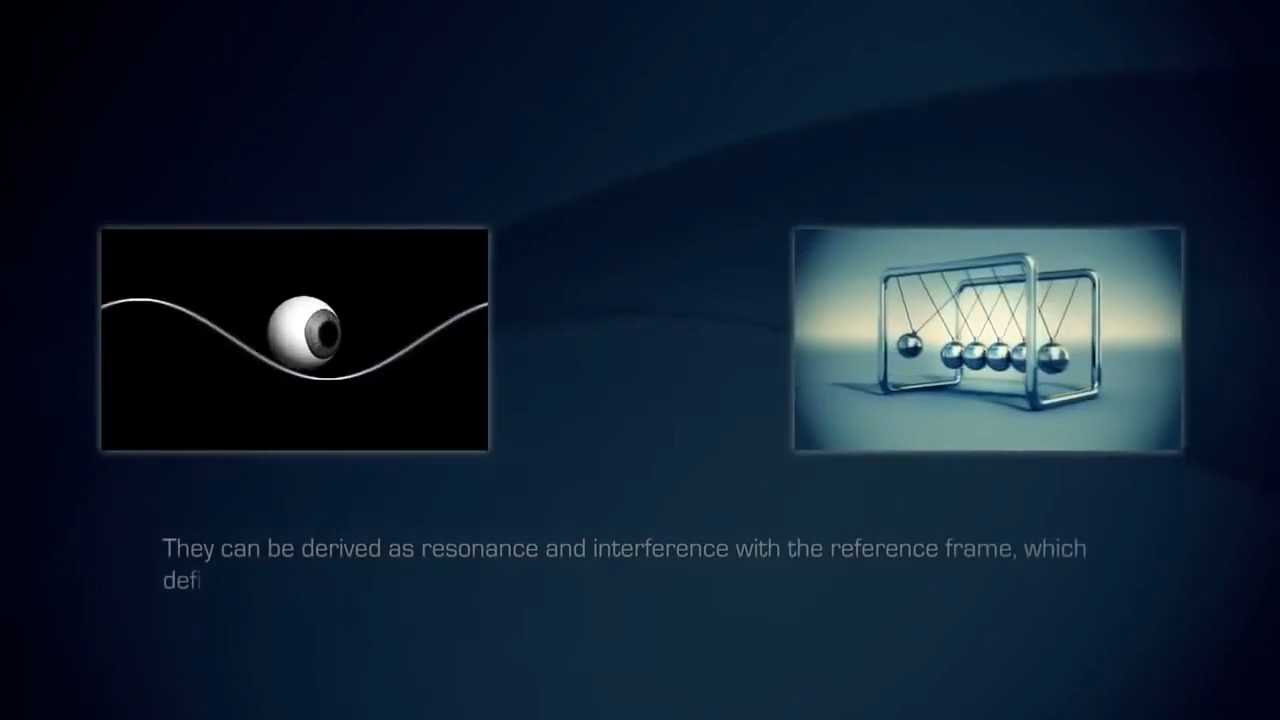 They can be derived as resonance and interference with the reference frame, which
defi